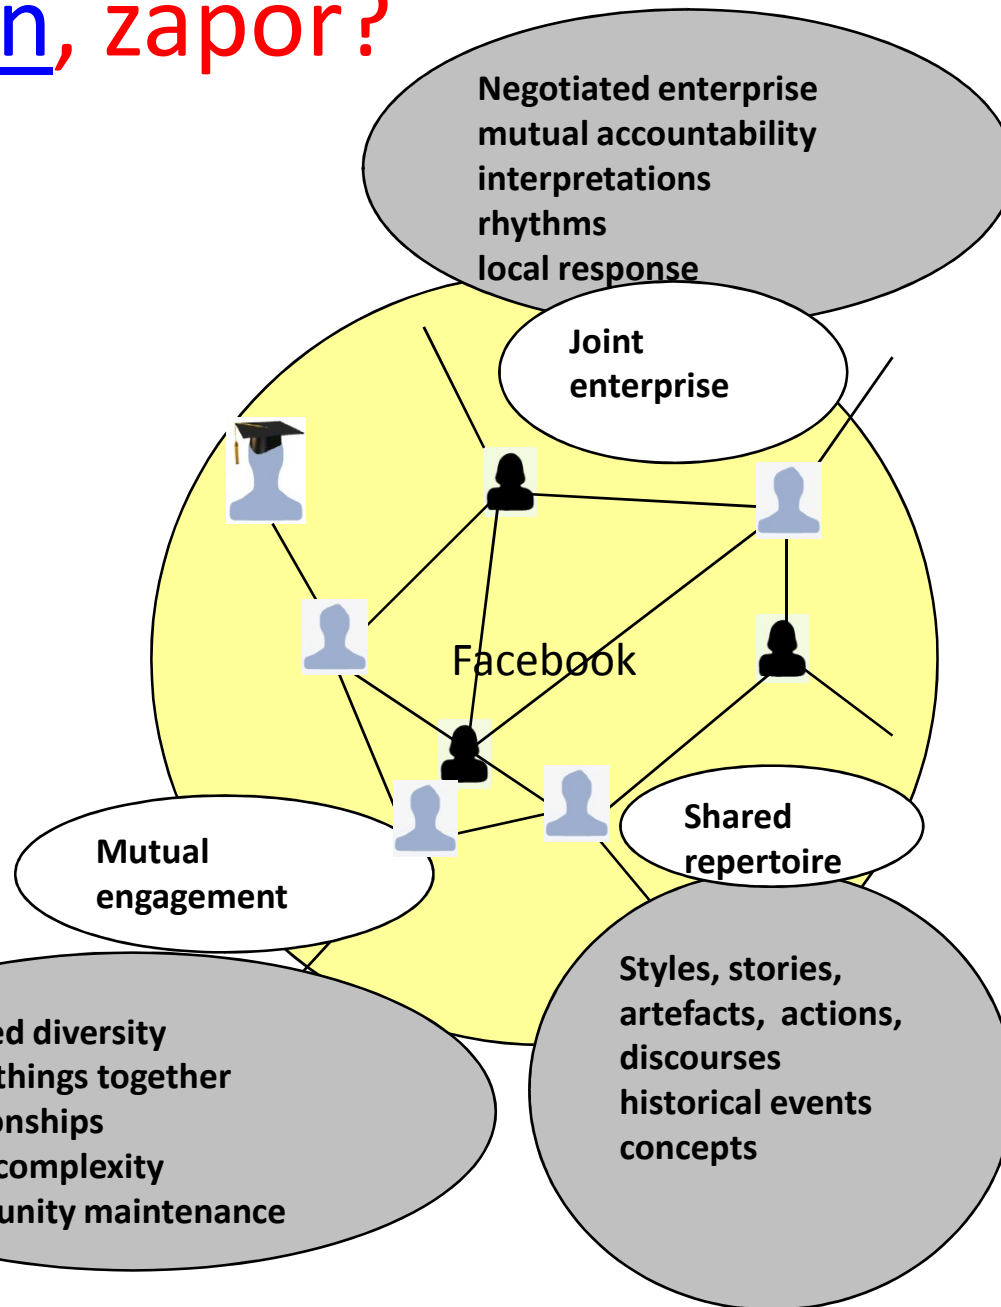 n, zapor?
Negotiated enterprise
mutual accountability
interpretations
rhythms
local response
Joint
enterprise
Facebook
Shared
repertoire
Mutual
engagement
Styles, stories,
artefacts, actions,
discourses
historical events
concepts
ed diversity
things together
onships
complexity
unity maintenance